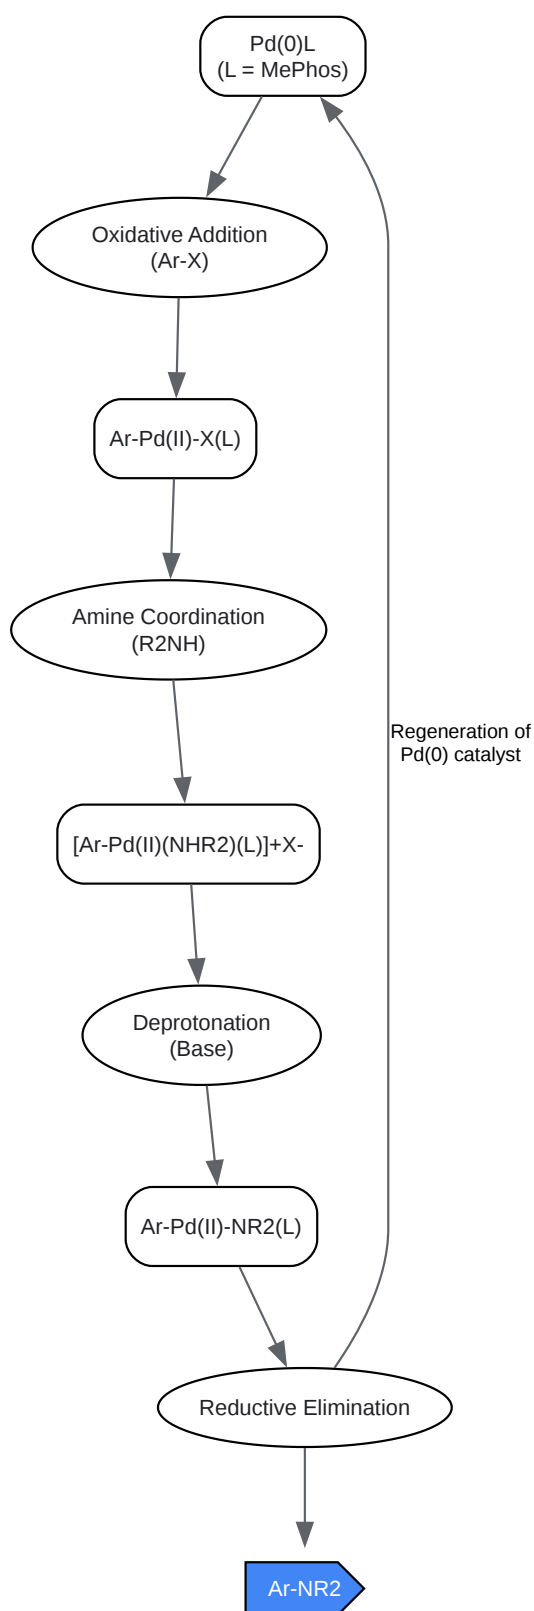 Pd(0)L
(L = MePhos)
Oxidative Addition
(Ar-X)
Ar-Pd(II)-X(L)
Amine Coordination
(R2NH)
Regeneration of
Pd(0) catalyst
[Ar-Pd(II)(NHR2)(L)]+X-
Deprotonation
(Base)
Ar-Pd(II)-NR2(L)
Reductive Elimination
Ar-NR2